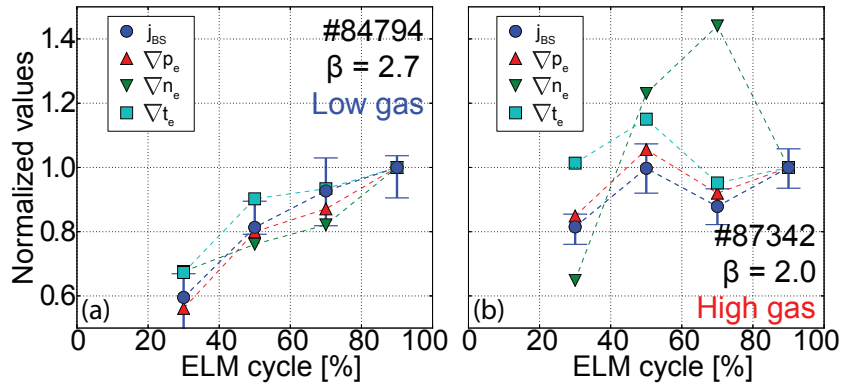 Normalized values
1.4
1.2
1.0
0.8
0.6
j_BS
∇p_e
∇n_e
∇t_e
#84794
β = 2.7
Low gas
(a)
0 20 40 60 80 100
ELM cycle [%]
j_BS
∇p_e
∇n_e
∇t_e
#87342
β = 2.0
High gas
(b)
0 20 40 60 80 100
ELM cycle [%]